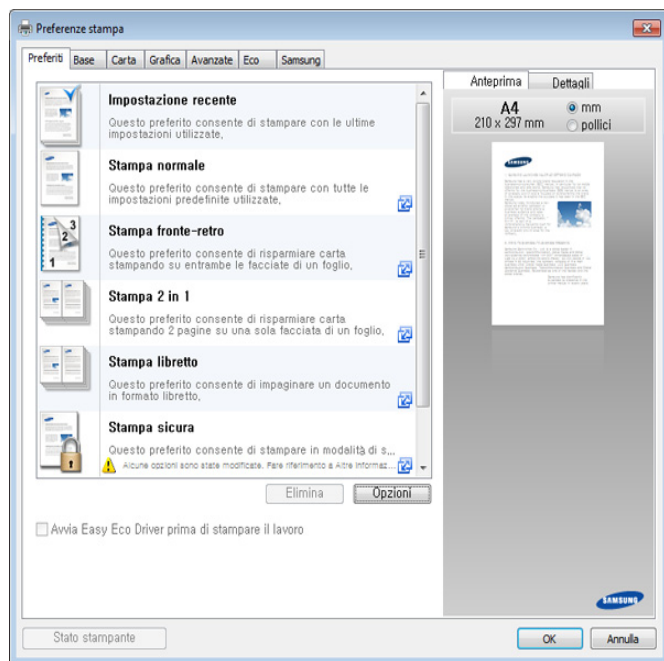 Preferenze stampa
Preferiti Base Carta Grafica Avanzate Eco Samsung
Impostazione recente
Questo preferito consente di stampare con le ultime
impostazioni utilizzate,
Stampa normale
Questo preferito consente di stampare con tutte le
impostazioni predefinite utilizzate,
3
2
1
Stampa fronte-retro
Questo preferito consente di risparmiare carta
stampando su entrambe le facciate di un foglio,
Stampa 2 in 1
Questo preferito consente di risparmiare carta
stampando 2 pagine su una sola facciata di un foglio,
Stampa libretto
Questo preferito consente di impaginare un documento
in formato libretto,
Stampa sicura
Questo preferito consente di stampare in modalità di s...
Alcune opzioni sono state modificate. Fare riferimento a Altre informaz...
Elimina Opzioni
Avvia Easy Eco Driver prima di stampare il lavoro
Anteprima Dettagli
A4
210 x 297 mm
mm
pollici
SAMSUNG
SAMSUNG
Stato stampante OK Annulla